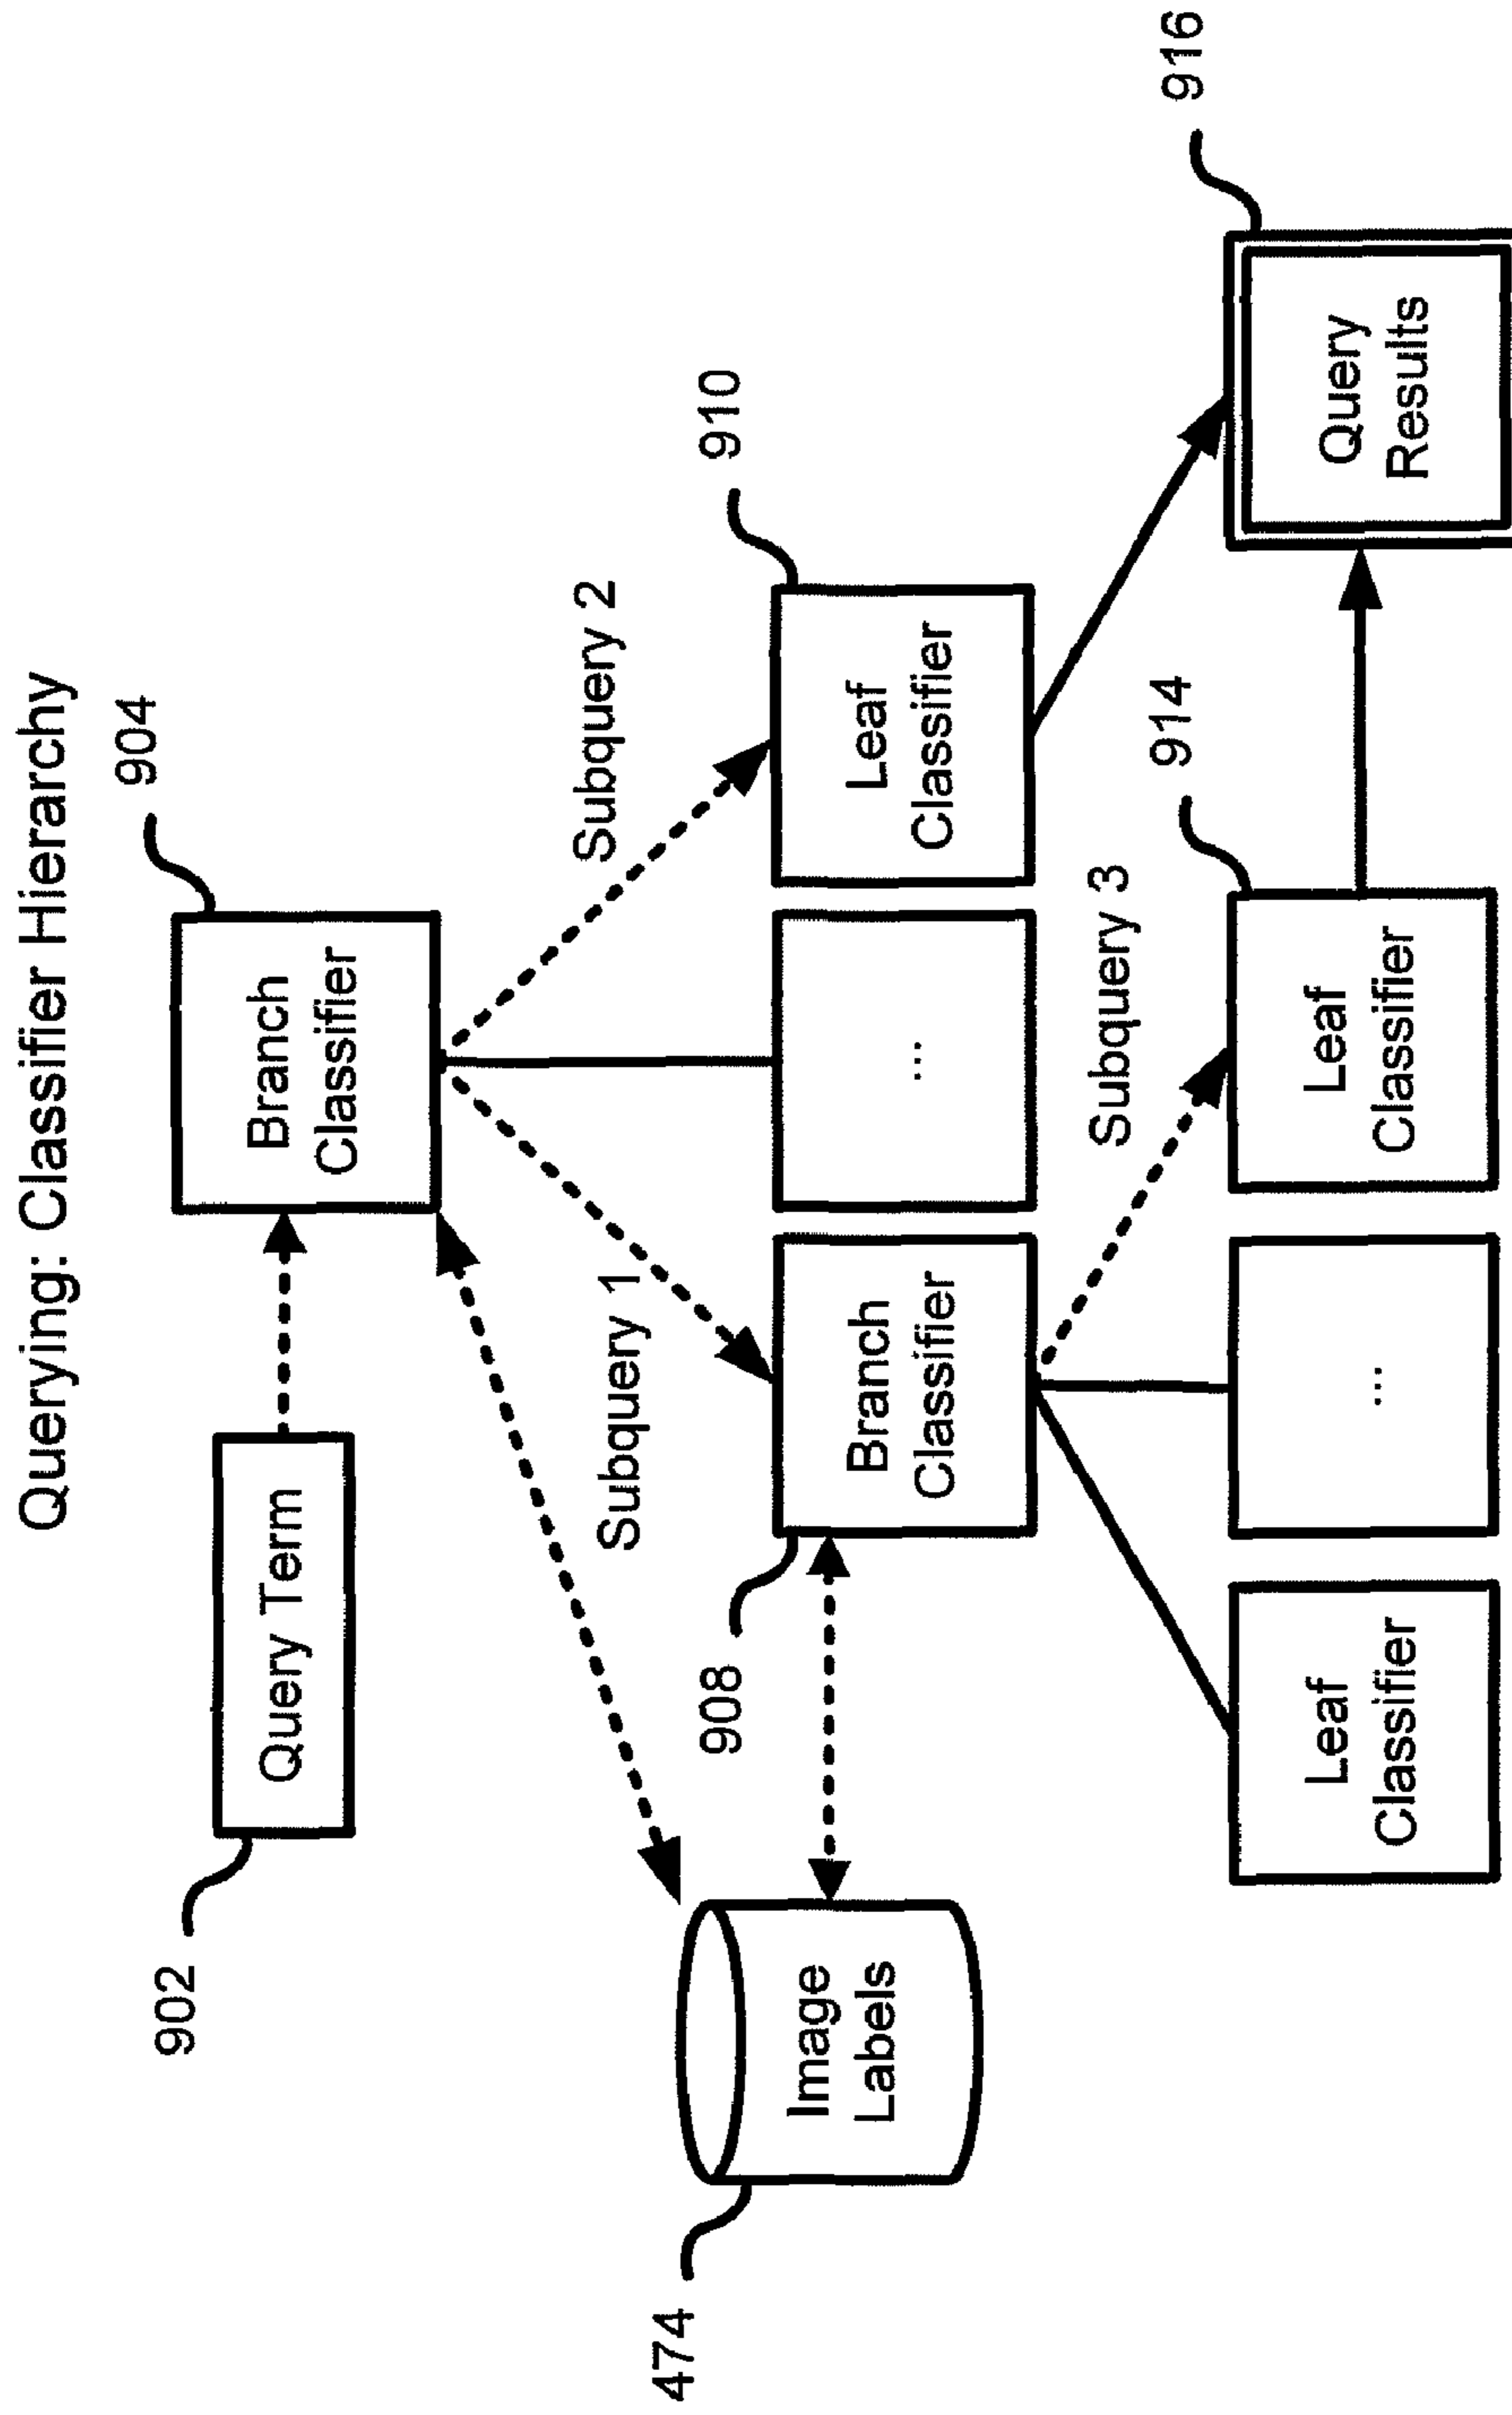 Querying: Classifier Hierarchy
902
Query Term
904
Branch
Classifier
Subquery 1
Subquery 2
474
Image
Labels
908
Branch
Classifier
...
910
Leaf
Classifier
Subquery 3
Leaf
Classifier
...
914
Leaf
Classifier
916
Query
Results